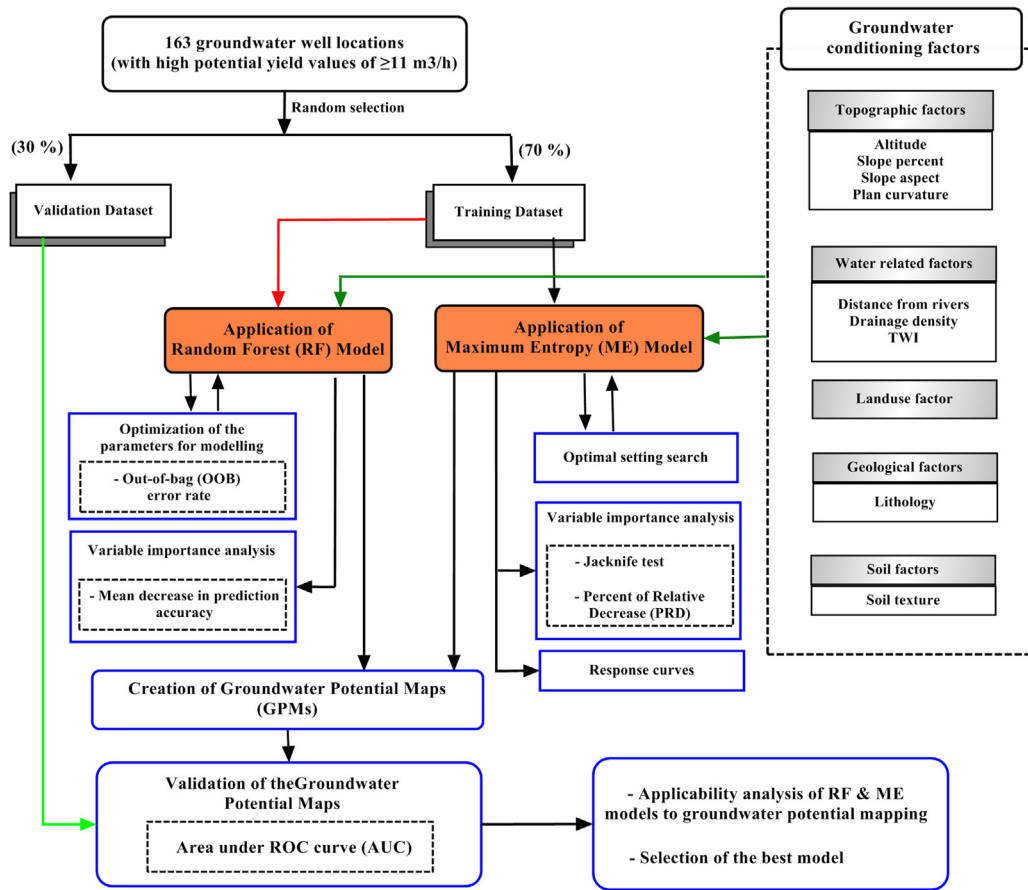 163 groundwater well locations
(with high potential yield values of ≥11 m3/h)
Random selection
(30 %)
(70 %)
Validation Dataset
Training Dataset
Application of
Random Forest (RF) Model
Application of
Maximum Entropy (ME) Model
Optimization of the
parameters for modelling
- Out-of-bag (OOB)
error rate
Variable importance analysis
- Mean decrease in prediction
accuracy
Optimal setting search
Variable importance analysis
- Jacknife test
- Percent of Relative
Decrease (PRD)
Response curves
Creation of Groundwater Potential Maps
(GPMs)
Validation of theGroundwater
Potential Maps
Area under ROC curve (AUC)
- Applicability analysis of RF & ME
models to groundwater potential mapping
- Selection of the best model
Groundwater
conditioning factors
Topographic factors
Altitude
Slope percent
Slope aspect
Plan curvature
Water related factors
Distance from rivers
Drainage density
TWI
Landuse factor
Geological factors
Lithology
Soil factors
Soil texture